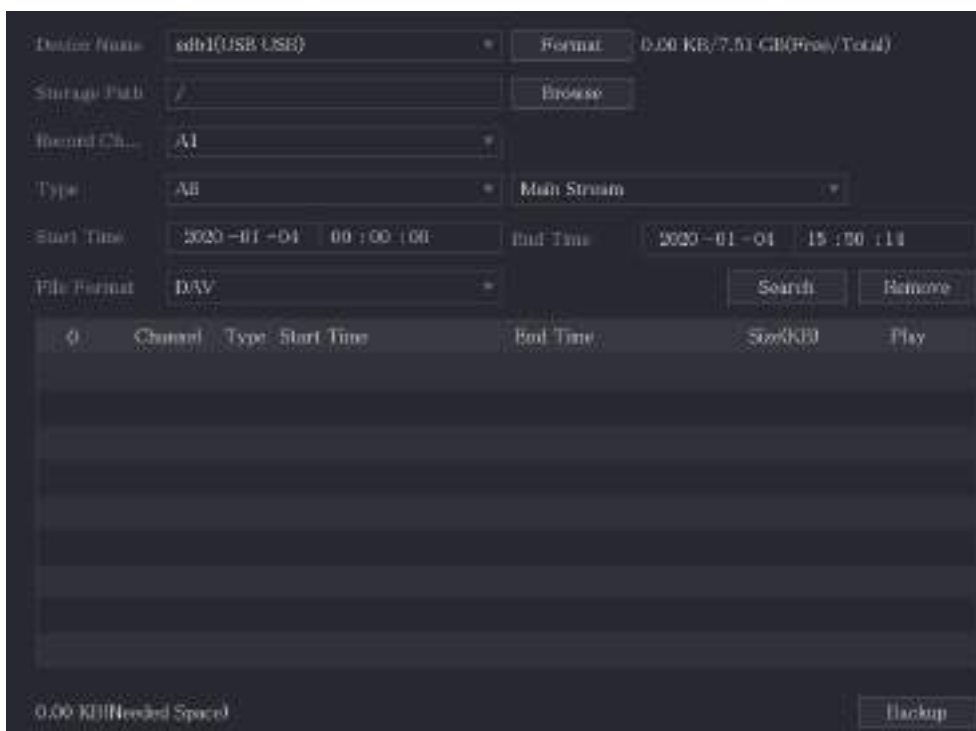 Device Name sdb1(USB USB) Format 0.00 KB/7.51 GB(Free/Total)
Storage Path / Browse
Record Ch... A1
Type All Main Stream
Start Time 2020 -01 -04 00 : 00 : 00 End Time 2020 -01 -04 15 : 50 : 14
File Format DAV Search Remove
0 Channel Type Start Time End Time Size(KB) Play
0.00 KB(Needed Space) Backup